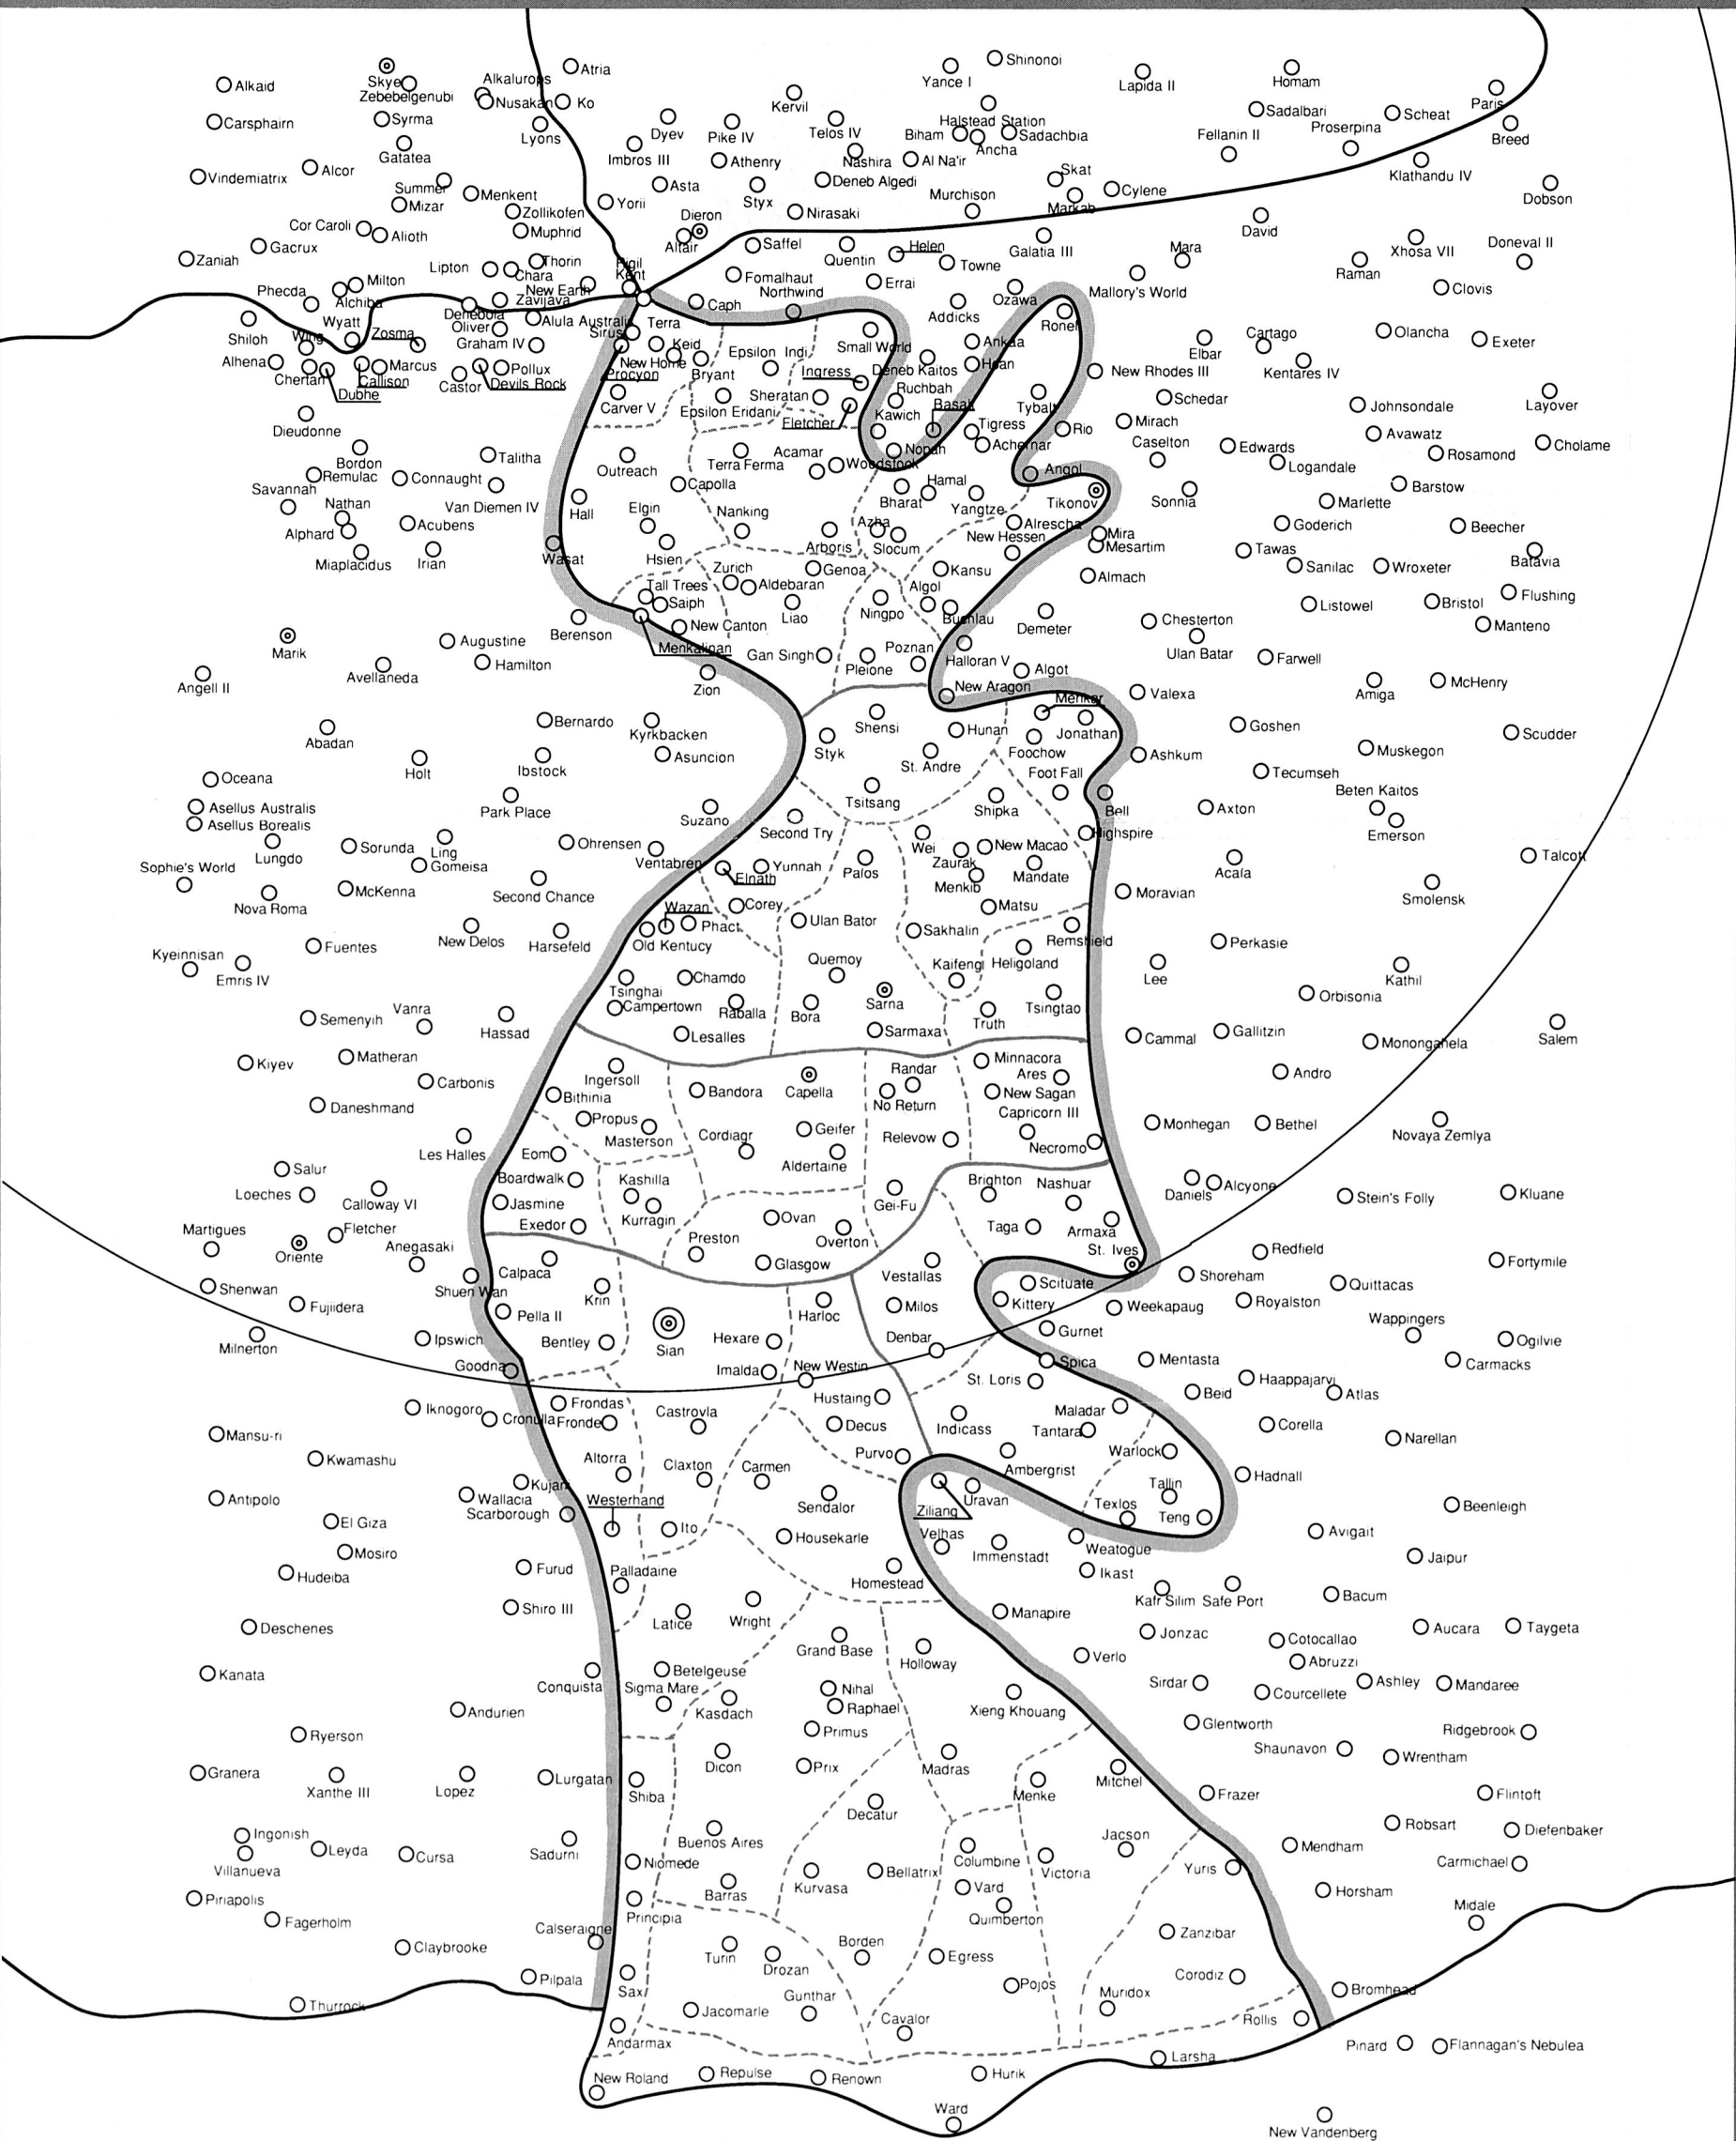 Alkaid
Skye
Zebebelgenubi
Alkalurops
Nusakan
Ko
Atria
Carsphairn
Syrma
Lyons
Gatatea
Alcor
Vindemiatrix
Summer
Mizar
Menkent
Zollikofen
Muphrid
Cor Caroli
Alioth
Gacrux
Zaniah
Lipton
Chara
Thorin
New Earth
Rigil
Kent
Milton
Phecda
Alchiba
Denebola
Zavijava
Wyatt
Zosma
Oliver
Alula Australis
Sirus
Terra
Shiloh
Wing
Graham IV
Keid
New Home
Alhena
Chertan
Marcus
Callison
Castor
Pollux
Devils Rock
Procyon
Bryant
Dubhe
Carver V
Epsilon Eridani
Dieudonne
Shinonoi
Yance I
Lapida II
Homam
Kervil
Halstead Station
Sadalbari
Scheat
Paris
Dyev
Pike IV
Telos IV
Biham
Sadachbia
Ancha
Fellanin II
Proserpina
Breed
Imbros III
Athenry
Nashira
Al Na'ir
Klathandu IV
Asta
Styx
Deneb Algedi
Skat
Cylene
Markab
Murchison
Dobson
Yorii
Dieron
Altair
Nirasaki
David
Saffel
Quentin
Helen
Towne
Galatia III
Mara
Xhosa VII
Doneval II
Raman
Fomalhaut
Northwind
Errai
Ozawa
Mallory's World
Clovis
Caph
Addicks
Ronel
Small World
Ankaa
Elbar
Cartago
Olancha
Exeter
Epsilon Indi
Ingress
Deneb Kaitos
Hean
New Rhodes III
Kentares IV
Sheratan
Ruchbah
Basalt
Tybalt
Schedar
Johnsondale
Layover
Fletcher
Kawich
Tigress
Achernar
Rio
Mirach
Caselton
Edwards
Avawatz
Rosamond
Cholame
Bordon
Talitha
Outreach
Terra Ferma
Acamar
Woodstock
Nopah
Angol
Logandale
Remulac
Connaught
Van Diemen IV
Capolla
Hamal
Bharat
Yangtze
Tikonov
Sonnia
Marlette
Barstow
Savannah
Nathan
Hall
Elgin
Nanking
Azha
Slocum
Alrescha
New Hessen
Mira
Mesartim
Goderich
Beecher
Alphard
Acubens
Hsien
Arboris
Tawas
Batavia
Miaplacidus
Irian
Wasat
Zurich
Genoa
Kansu
Almach
Sanilac
Wroxeter
Tall Trees
Saiph
Aldebaran
Liao
Algol
Ningpo
Buchlau
Demeter
Listowel
Bristol
Flushing
Manteno
Marik
Augustine
Berenson
New Canton
Menkalinan
Gan Singh
Pleione
Poznan
Halloran V
Chesterton
Ulan Batar
Farwell
Angell II
Avellaneda
Hamilton
Zion
New Aragon
Algot
Menkar
Valexa
Amiga
McHenry
Abadan
Bernardo
Kyrkbacken
Shensi
Styk
Hunan
Foochow
Jonathan
Goshen
Scudder
Holt
Ibstock
Asuncion
St. Andre
Foot Fall
Ashkum
Muskegon
Oceana
Asellus Australis
Asellus Borealis
Park Place
Suzano
Second Try
Tsitsang
Shipka
Bell
Tecumseh
Axton
Beten Kaitos
Emerson
Lungdo
Sorunda
Ling
Gomeisa
Ohrensen
Ventabren
Elnath
Yunnah
Palos
Wei
Zaurak
New Macao
Menkib
Mandate
Highspire
Acala
Talcott
Sophie's World
Nova Roma
McKenna
Second Chance
Wazan
Corey
Phact
Ulan Bator
Matsu
Moravian
Smolensk
Kyeinnisan
Emris IV
Fuentes
New Delos
Harsefeld
Old Kentucy
Sakhalin
Remshield
Perkasie
Tsinghai
Chamdo
Quemoy
Kaifeng
Heligoland
Lee
Kathil
Semenyih
Vanra
Hassad
Campertown
Raballa
Bora
Sarna
Truth
Tsingtao
Orbisonia
Lesalles
Sarmaxa
Cammal
Gallitzin
Mononganela
Salem
Kiyev
Matheran
Carbonis
Ingersoll
Bithinia
Bandora
Capella
Randar
No Return
Minnacora
Ares
New Sagan
Andro
Daneshmand
Propus
Masterson
Cordiagr
Geifer
Relevow
Capricorn III
Necromo
Monhegan
Bethel
Novaya Zemlya
Les Halles
Eom
Aldertaine
Salur
Loeches
Calloway VI
Boardwalk
Jasmine
Kashilla
Kurragin
Gei-Fu
Brighton
Nashuar
Daniels
Alcyone
Stein's Folly
Kluane
Martigues
Oriente
Fletcher
Anegasaki
Exedor
Ovan
Overton
Taga
Armaxa
St. Ives
Redfield
Fortymile
Preston
Glasgow
Vestallas
Shenwan
Fujiidera
Shuen Wan
Calpaca
Krin
Harloc
Milos
Scituate
Kittery
Shoreham
Weekapaug
Royalston
Quittacas
Milnerton
Ipswich
Pella II
Bentley
Sian
Hexare
Denbar
Gurnet
Wappingers
Ogilvie
Goodna
Imalda
New Westin
Spica
St. Loris
Mentasta
Carmacks
Iknogoro
Cronulla
Frondas
Fronde
Castrovla
Hustaing
Decus
Indicass
Maladar
Tantara
Beid
Haappajarvi
Atlas
Corella
Narellan
Mansu-ri
Kwamashu
Altorra
Claxton
Carmen
Purvo
Ambergrist
Warlock
Hadnall
Antipolo
Wallacia
Scarborough
Kujari
Westerhand
Sendalor
Ziliang
Uravan
Texlos
Tallin
Teng
Beenleigh
El Giza
Ito
Housekarle
Velhas
Immenstadt
Weatogue
Avigait
Mosiro
Hudeiba
Furud
Palladaine
Homestead
Ikast
Jaipur
Kafr Silim
Safe Port
Bacum
Deschenes
Shiro III
Latice
Wright
Manapire
Jonzac
Cotocallao
Aucara
Taygeta
Grand Base
Holloway
Verlo
Abruzzi
Kanata
Conquista
Betelgeuse
Sigma Mare
Nihal
Raphael
Xieng Khouang
Sirdar
Courcellete
Ashley
Mandaree
Andurien
Kasdach
Primus
Glentworth
Ridgebrook
Ryerson
Shaunavon
Wrentham
Granera
Xanthe III
Lopez
Lurgatan
Shiba
Dicon
Prix
Madras
Menke
Mitchel
Frazer
Flintoft
Decatur
Robsart
Diefenbaker
Ingonish
Villanueva
Leyda
Cursa
Sadurni
Niomede
Buenos Aires
Columbine
Victoria
Jacson
Mendham
Carmichael
Piriapolis
Barras
Kurvasa
Bellatrix
Vard
Yuris
Horsham
Fagerholm
Principia
Quimberton
Midale
Claybrooke
Calseraigne
Turin
Drozan
Borden
Egress
Zanzibar
Pilpala
Sax
Pojos
Corodiz
Bromhead
Thurrock
Jacomarle
Gunthar
Muridox
Andarmax
Cavalor
Rollis
Larsha
Pinard
Flannagan's Nebulea
New Roland
Repulse
Renown
Hurik
Ward
New Vandenberg